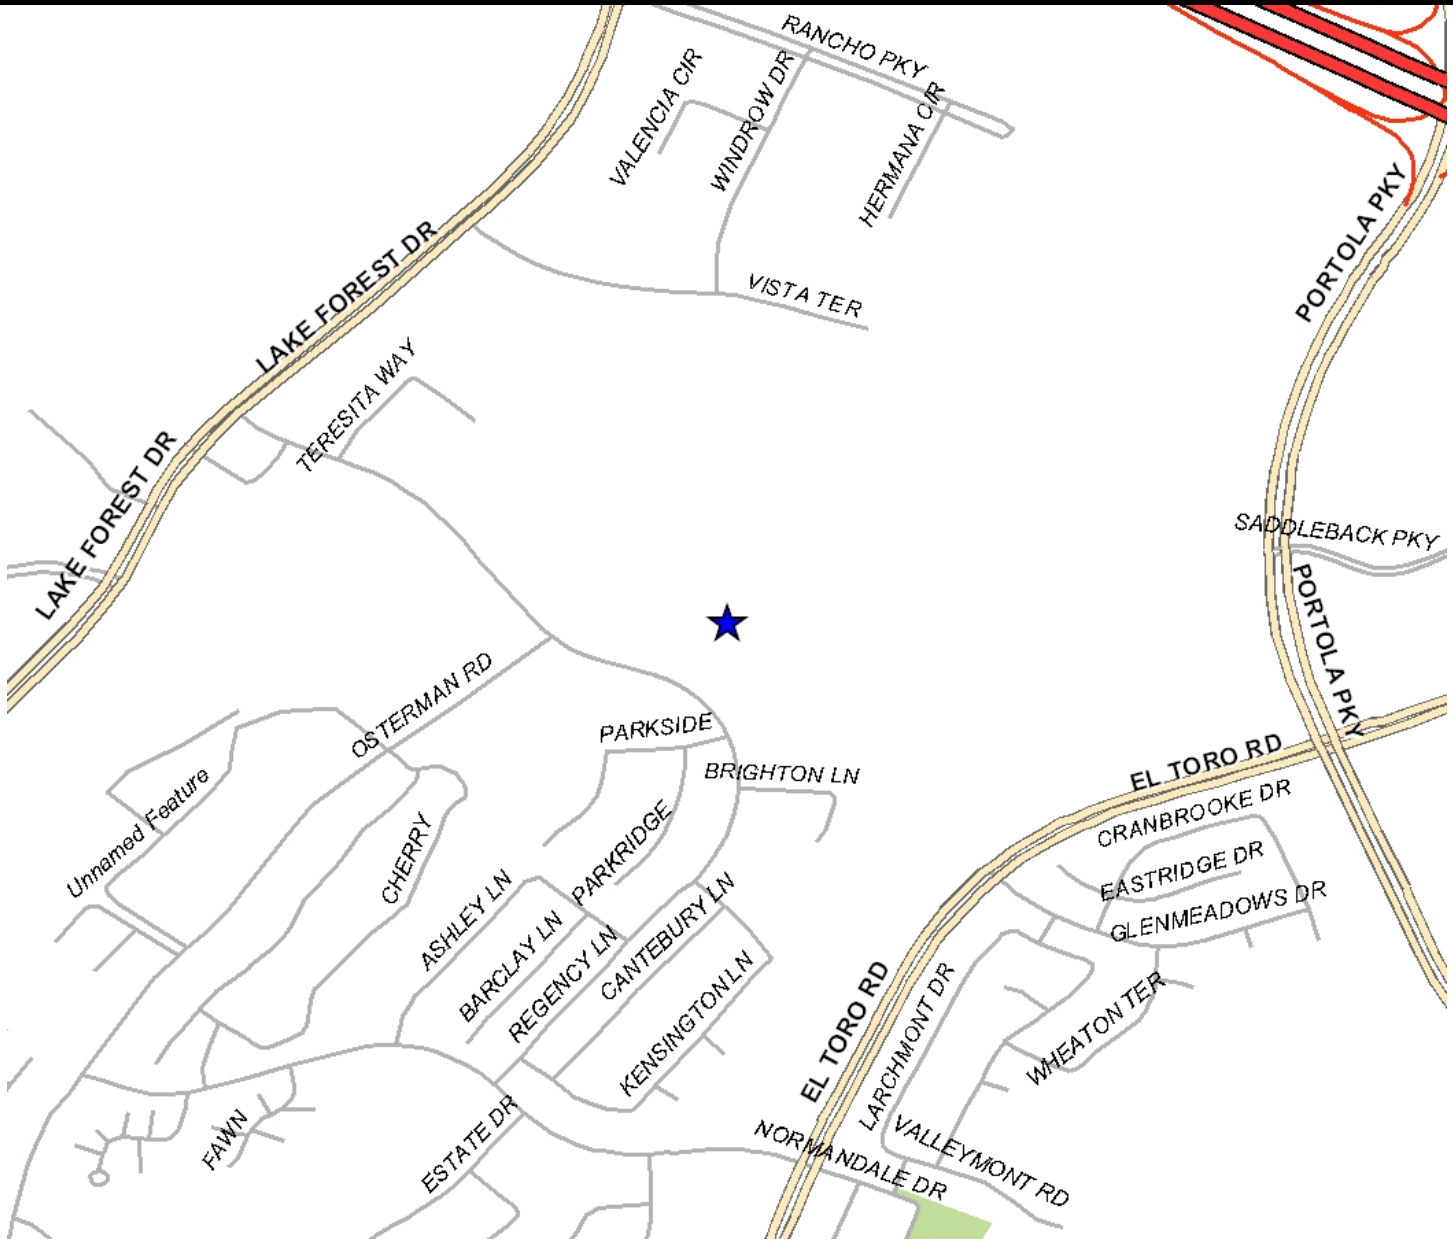 RANCHO PKY
VALENCIA CIR
WINDROW DR
HERMANA CIR
PORTOLA PKY
LAKE FOREST DR
VISTA TER
TERESITA WAY
LAKE FOREST DR
SADDLEBACK PKY
PORTOLA PKY
OSTERMAN RD
PARKSIDE
BRIGHTON LN
EL TORO RD
Unnamed Feature
CHERRY
PARKRIDGE
CRANBROOKE DR
EASTRIDGE DR
GLENMEADOWS DR
ASHLEY LN
BARCLAY LN
REGENCY LN
CANTEBURY LN
KENSINGTON LN
EL TORO RD
LARCHMONT DR
WHEATON TER
FAWN
ESTATE DR
NORMANDALE DR
VALLEYMONT RD